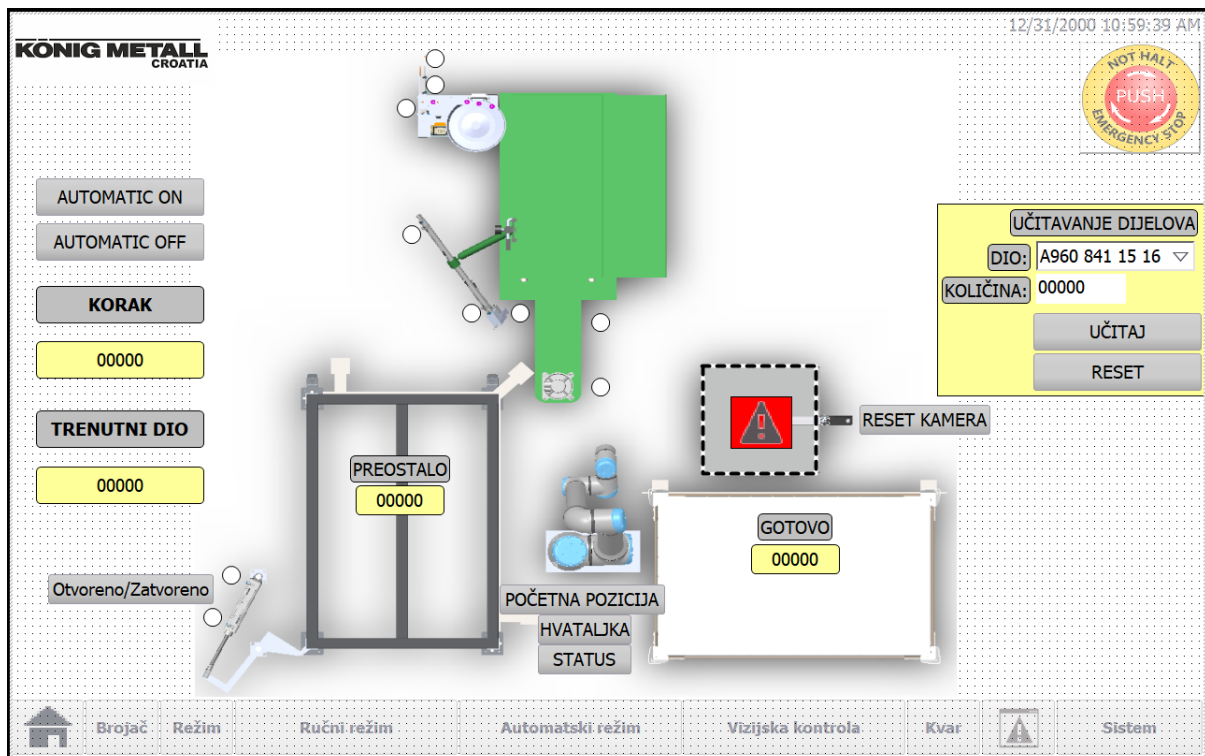 12/31/2000 10:59:39 AM
KÖNIG METALL
CROATIA
NOT HALT
PUSH
EMERGENCY STOP
AUTOMATIC ON
AUTOMATIC OFF
KORAK
00000
TRENUTNI DIO
00000
UČITAVANJE DIJELOVA
DIO: A960 841 15 16
KOLIČINA: 00000
UČITAJ
RESET
RESET KAMERA
PREOSTALO
00000
GOTOVO
00000
Otvoreno/Zatvoreno
POČETNA POZICIJA
HVATALJKA
STATUS
Brojač Režim Ručni režim Automatski režim Vizijska kontrola Kvar Sistem